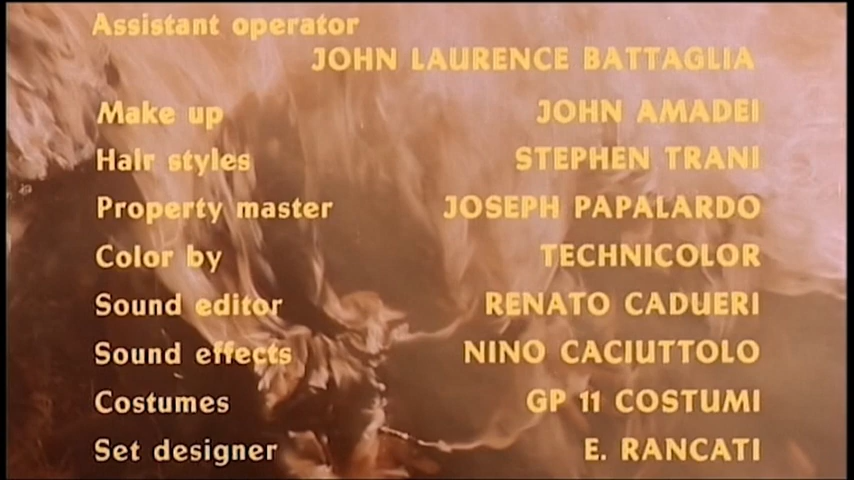 Assistant operator
JOHN LAURENCE BATTAGLIA
Make up JOHN AMADEI
Hair styles STEPHEN TRANI
Property master JOSEPH PAPALARDO
Color by TECHNICOLOR
Sound editor RENATO CADUERI
Sound effects NINO CACIUTTOLO
Costumes GP 11 COSTUMI
Set designer E. RANCATI